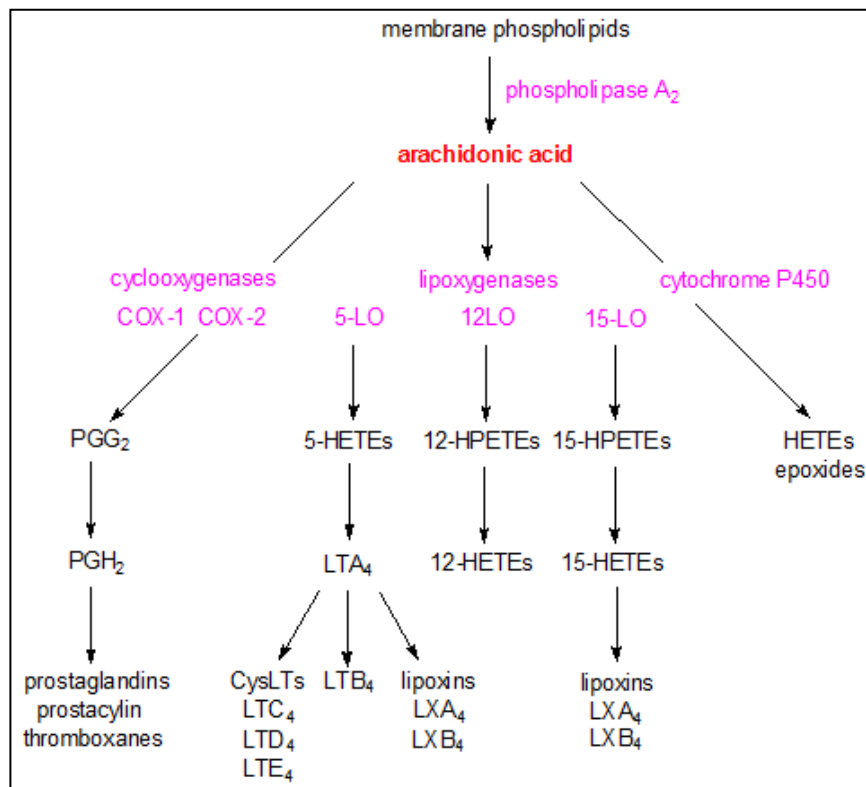 membrane phospholipids
phospholipase A₂
arachidonic acid
cyclooxygenases lipoxygenases cytochrome P450
COX-1 COX-2 5-LO 12LO 15-LO
PGG₂ 5-HETEs 12-HPETEs 15-HPETEs HETEs
epoxides
PGH₂ LTA₄ 12-HETEs 15-HETEs
prostaglandins CysLTs LTB₄ lipoxins lipoxins
prostacylin LTC₄ LXA₄ LXA₄
thromboxanes LTD₄ LXB₄ LXB₄
LTE₄